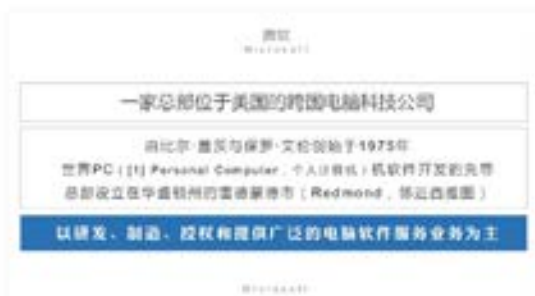 微软
Microsoft
一家总部位于美国的跨国电脑科技公司
由比尔·盖茨与保罗·艾伦创始于1975年
世界PC（[1] Personal Computer，个人计算机）机软件开发的先导
总部设立在华盛顿州的雷德蒙德市（Redmond，邻近西雅图）
以研发、制造、授权和提供广泛的电脑软件服务业务为主
Microsoft